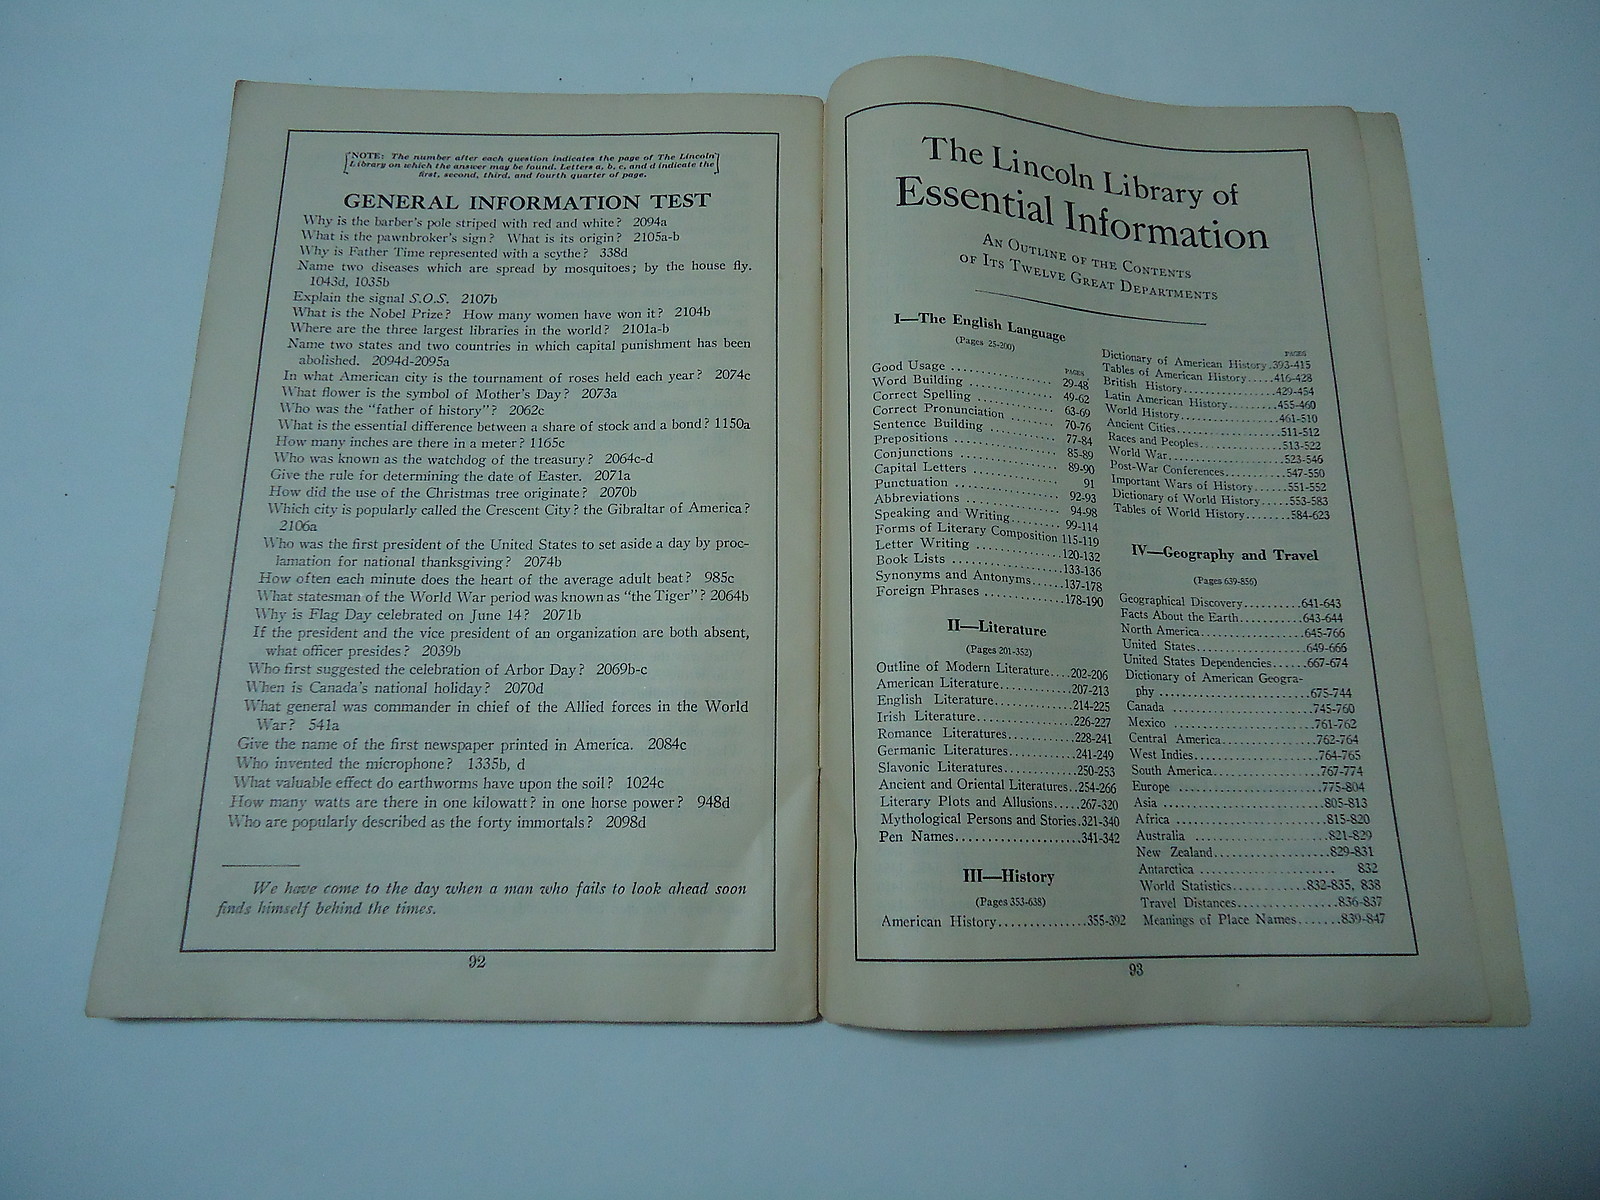 [NOTE: The number after each question indicates the page of The Lincoln
Library on which the answer may be found. Letters a, b, c, and d indicate the
first, second, third, and fourth quarter of page.]
GENERAL INFORMATION TEST
Why is the barber's pole striped with red and white? 2094a
What is the pawnbroker's sign? What is its origin? 2105a-b
Why is Father Time represented with a scythe? 338d
Name two diseases which are spread by mosquitoes; by the house fly.
1043d, 1035b
Explain the signal S.O.S. 2107b
What is the Nobel Prize? How many women have won it? 2104b
Where are the three largest libraries in the world? 2101a-b
Name two states and two countries in which capital punishment has been
abolished. 2094d-2095a
In what American city is the tournament of roses held each year? 2074c
What flower is the symbol of Mother's Day? 2073a
Who was the "father of history"? 2062c
What is the essential difference between a share of stock and a bond? 1150a
How many inches are there in a meter? 1165c
Who was known as the watchdog of the treasury? 2064c-d
Give the rule for determining the date of Easter. 2071a
How did the use of the Christmas tree originate? 2070b
Which city is popularly called the Crescent City? the Gibraltar of America?
2106a
Who was the first president of the United States to set aside a day by proc-
lamation for national thanksgiving? 2074b
How often each minute does the heart of the average adult beat? 985c
What statesman of the World War period was known as "the Tiger"? 2064b
Why is Flag Day celebrated on June 14? 2071b
If the president and the vice president of an organization are both absent,
what officer presides? 2039b
Who first suggested the celebration of Arbor Day? 2069b-c
When is Canada's national holiday? 2070d
What general was commander in chief of the Allied forces in the World
War? 541a
Give the name of the first newspaper printed in America. 2084c
Who invented the microphone? 1335b, d
What valuable effect do earthworms have upon the soil? 1024c
How many watts are there in one kilowatt? in one horse power? 948d
Who are popularly described as the forty immortals? 2098d
We have come to the day when a man who fails to look ahead soon
finds himself behind the times.
92
The Lincoln Library of
Essential Information
An Outline of the Contents
of Its Twelve Great Departments
I—The English Language
(Pages 25-200)
PAGES
Good Usage .............. 29-48
Word Building .............. 49-62
Correct Spelling ........... 63-69
Correct Pronunciation ........ 70-76
Sentence Building .......... 77-84
Prepositions .............. 85-89
Conjunctions .............. 89-90
Capital Letters .............. 91
Punctuation .............. 92-93
Abbreviations .............. 94-98
Speaking and Writing......... 99-114
Forms of Literary Composition 115-119
Letter Writing ............120-132
Book Lists ..............133-136
Synonyms and Antonyms......137-178
Foreign Phrases ............178-190
II—Literature
(Pages 201-352)
Outline of Modern Literature....202-206
American Literature..........207-213
English Literature...........214-225
Irish Literature.............226-227
Romance Literatures.........228-241
Germanic Literatures.........241-249
Slavonic Literatures..........250-253
Ancient and Oriental Literatures..254-266
Literary Plots and Allusions.....267-320
Mythological Persons and Stories.321-340
Pen Names..................341-342
III—History
(Pages 353-638)
American History...............355-392
PAGES
Dictionary of American History.393-415
Tables of American History.....416-428
British History...............429-454
Latin American History........455-460
World History...............461-510
Ancient Cities...............511-512
Races and Peoples............513-522
World War.................523-546
Post-War Conferences.........547-550
Important Wars of History......551-552
Dictionary of World History....553-583
Tables of World History........584-623
IV—Geography and Travel
(Pages 639-856)
Geographical Discovery..........641-643
Facts About the Earth...........643-644
North America.................645-766
United States..................649-666
United States Dependencies......667-674
Dictionary of American Geogra-
phy .......................675-744
Canada ......................745-760
Mexico ......................761-762
Central America...............762-764
West Indies...................764-765
South America................767-774
Europe ......................775-804
Asia ........................805-813
Africa .......................815-820
Australia ....................821-829
New Zealand.................829-831
Antarctica ....................... 832
World Statistics............832-835, 838
Travel Distances...............836-837
Meanings of Place Names.......839-847
93